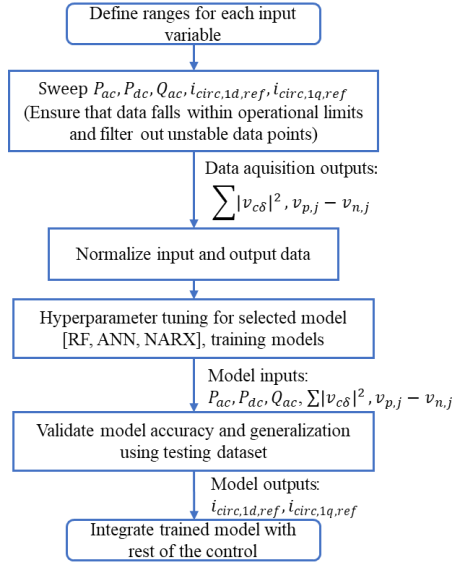 Define ranges for each input
variable
Sweep P_ac, P_dc, Q_ac, i_circ,1d,ref, i_circ,1q,ref
(Ensure that data falls within operational limits
and filter out unstable data points)
Data aquisition outputs:
∑|v_cδ|², v_p,j − v_n,j
Normalize input and output data
Hyperparameter tuning for selected model
[RF, ANN, NARX], training models
Model inputs:
P_ac, P_dc, Q_ac, ∑|v_cδ|², v_p,j − v_n,j
Validate model accuracy and generalization
using testing dataset
Model outputs:
i_circ,1d,ref, i_circ,1q,ref
Integrate trained model with
rest of the control